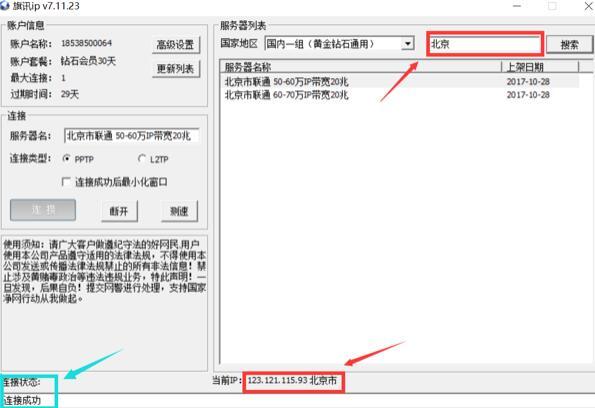 旗讯ip v7.11.23
账户信息
账户名称： 18538500064
高级设置
账户套餐： 钻石会员30天
更新列表
最大连接： 1
过期时间： 29天
连接
服务器名： 北京市联通 50-60万IP带宽20兆
连接类型： PPTP L2TP
连接成功后最小化窗口
连接 断开 测速
使用须知：请广大客户做遵纪守法的好网民,用户
使用本公司产品遵守适用的法律法规，不得使用本
公司发送或传播法律法规禁止的所有非法信息！禁
止涉及黄赌毒政治等违法违规业务，特此声明！一
旦发现，后果自负！提交网警进行处理，支持国家
净网行动从我做起。
连接状态:
连接成功
服务器列表
国家地区 国内一组（黄金钻石通用） 北京 搜索
服务器名称 上架日期
北京市联通 50-60万IP带宽20兆 2017-10-28
北京市联通 60-70万IP带宽20兆 2017-10-28
当前IP: 123.121.115.93 北京市